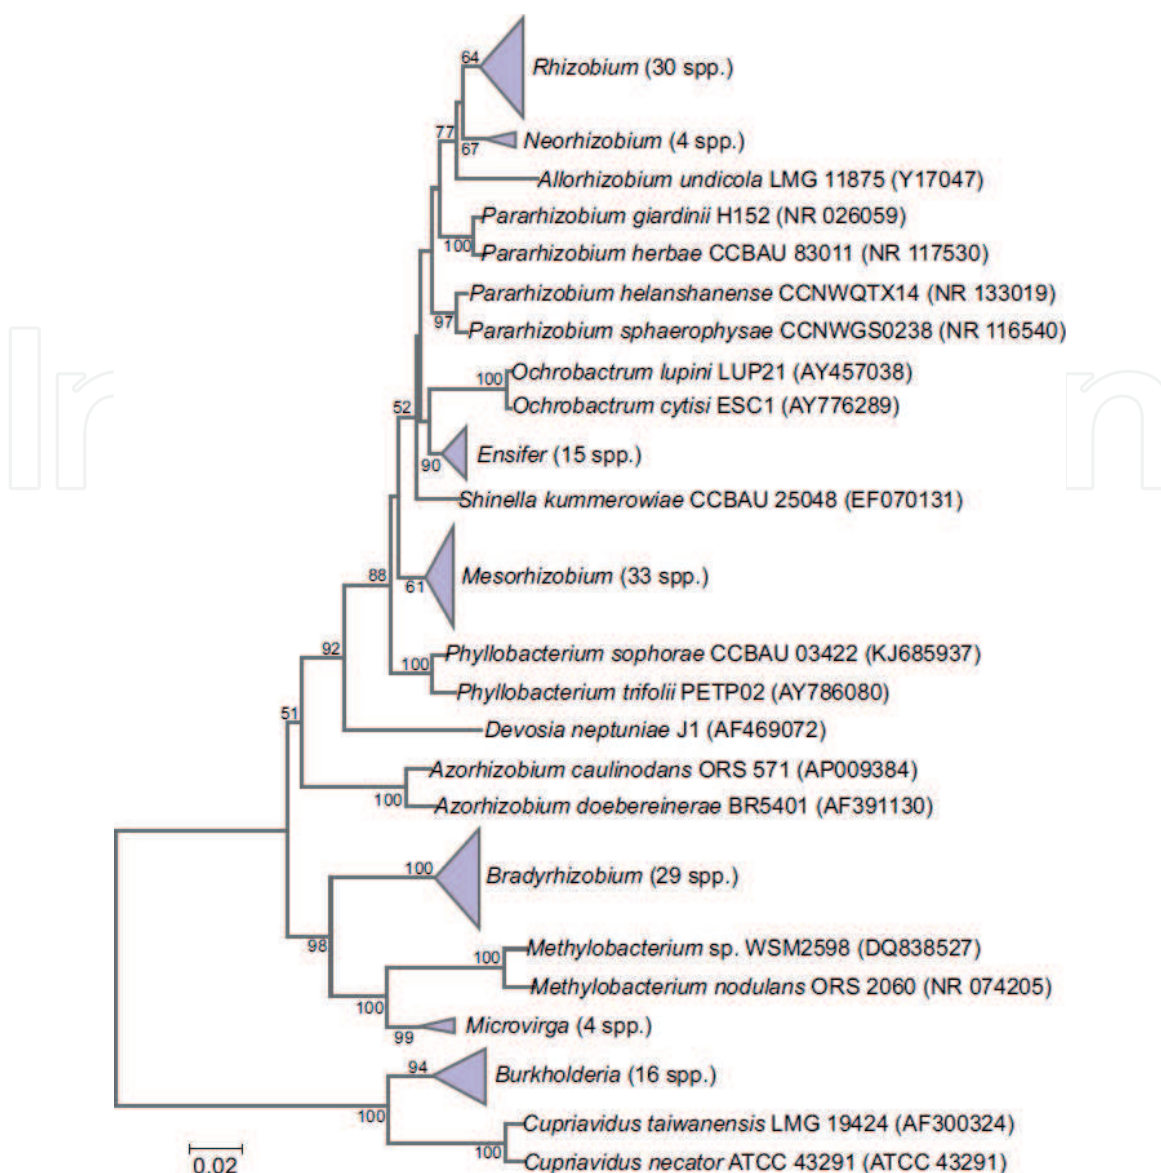 64
Rhizobium (30 spp.)
77
67
Neorhizobium (4 spp.)
Allorhizobium undicola LMG 11875 (Y17047)
Pararhizobium giardinii H152 (NR 026059)
100
Pararhizobium herbae CCBAU 83011 (NR 117530)
Pararhizobium helanshanense CCNWQTX14 (NR 133019)
97
Pararhizobium sphaerophysae CCNWGS0238 (NR 116540)
100
Ochrobactrum lupini LUP21 (AY457038)
Ochrobactrum cytisi ESC1 (AY776289)
52
90
Ensifer (15 spp.)
Shinella kummerowiae CCBAU 25048 (EF070131)
88
61
Mesorhizobium (33 spp.)
92
100
Phyllobacterium sophorae CCBAU 03422 (KJ685937)
Phyllobacterium trifolii PETP02 (AY786080)
51
Devosia neptuniae J1 (AF469072)
Azorhizobium caulinodans ORS 571 (AP009384)
100
Azorhizobium doebereinerae BR5401 (AF391130)
100
Bradyrhizobium (29 spp.)
98
100
Methylobacterium sp. WSM2598 (DQ838527)
Methylobacterium nodulans ORS 2060 (NR 074205)
100
99
Microvirga (4 spp.)
94
Burkholderia (16 spp.)
100
Cupriavidus taiwanensis LMG 19424 (AF300324)
100
Cupriavidus necator ATCC 43291 (ATCC 43291)
0.02